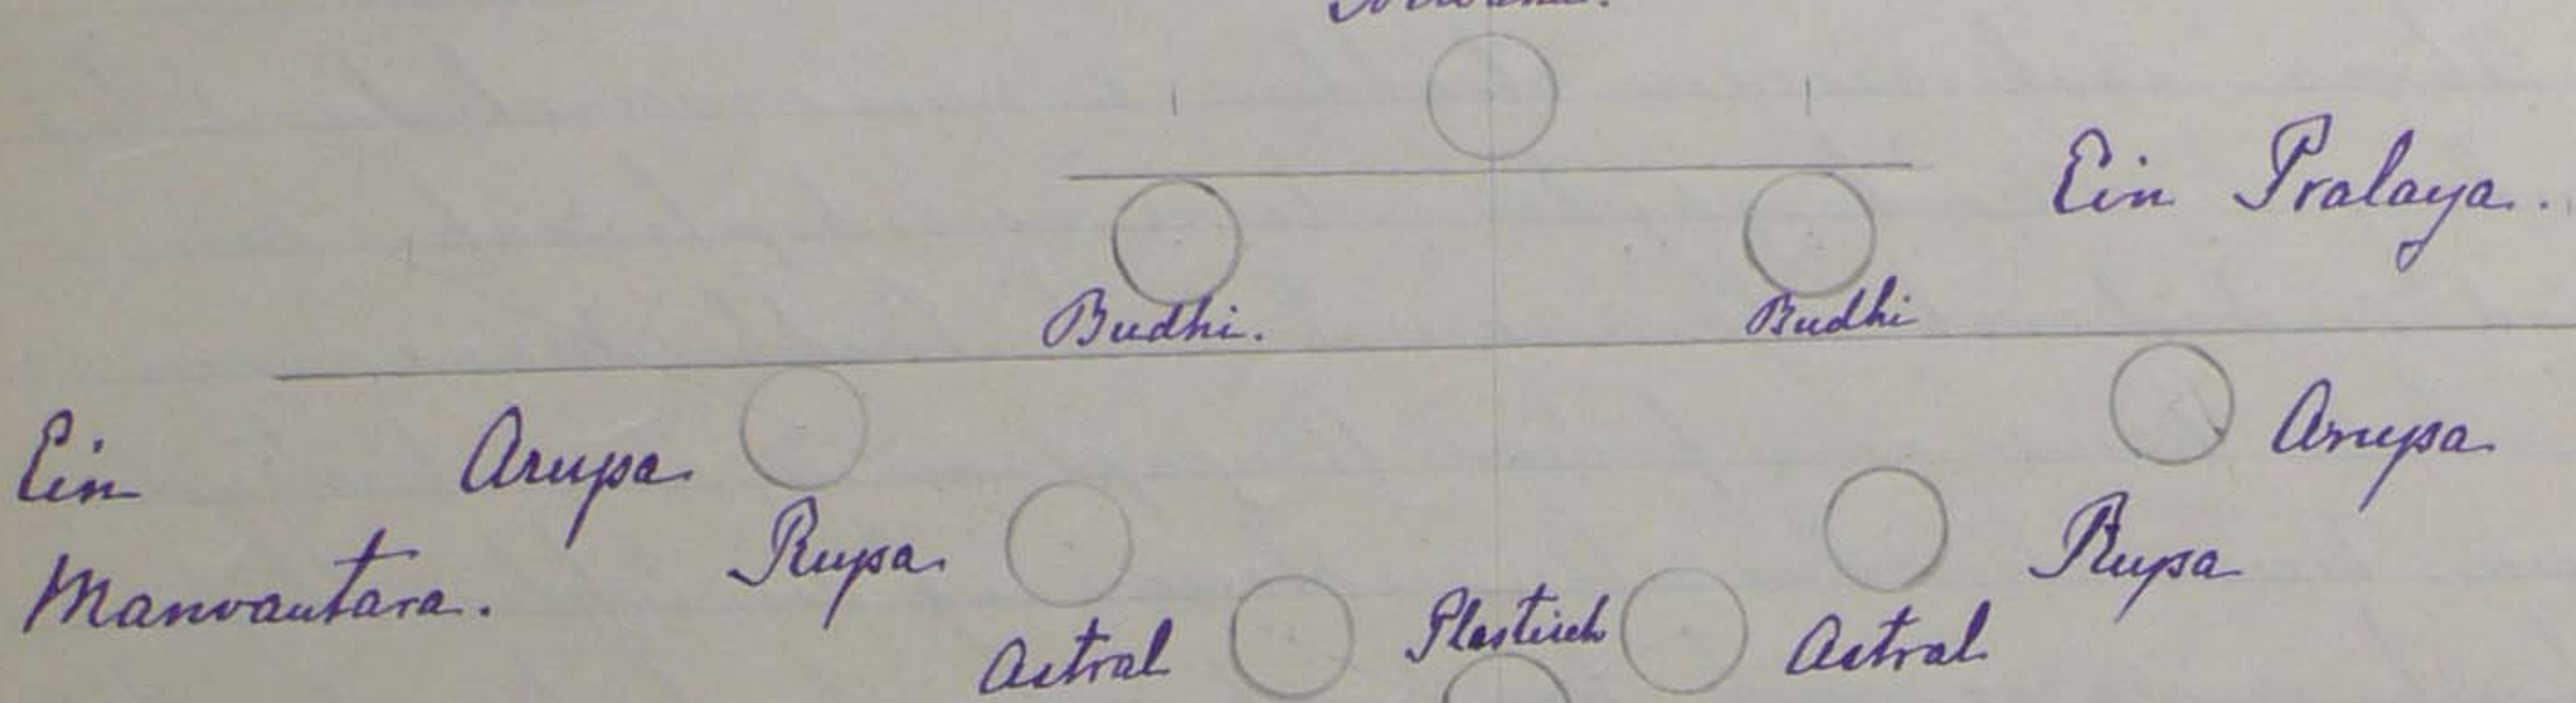 Ein Pralaya.
Budhi. Budhi
Ein Arupa Arupa
Rupa. Rupa
Manvantara.
Astral Plastisch Astral